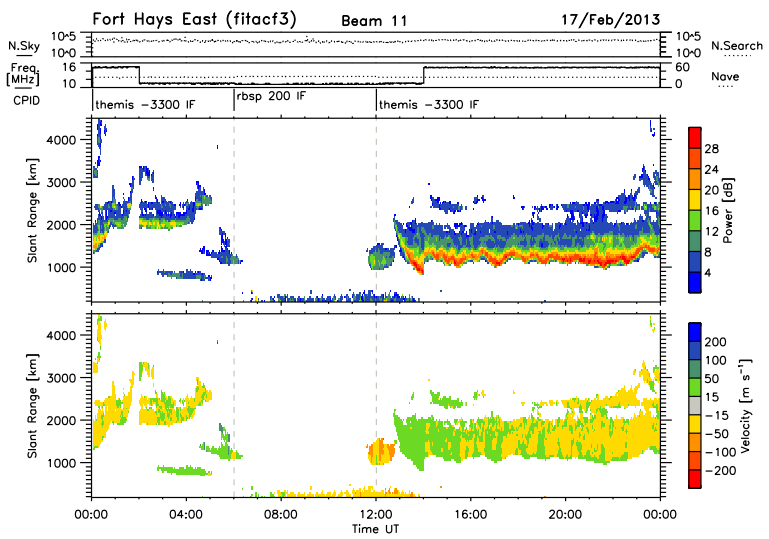 Fort Hays East (fitacf3)   Beam 11   17/Feb/2013
N.Sky   10^5   10^0   10^5   10^0   N.Search
Freq.   [MHz]   16   10   60   0   Nave
CPID   themis -3300 IF   rbsp 200 IF   themis -3300 IF
Slant Range [km]   4000   3000   2000   1000
28   24   20   16   12   8   4   Power [dB]
Slant Range [km]   4000   3000   2000   1000
200   100   50   15   -15   -50   -100   -200   Velocity [m s⁻¹]
00:00   04:00   08:00   12:00   16:00   20:00   00:00
Time UT